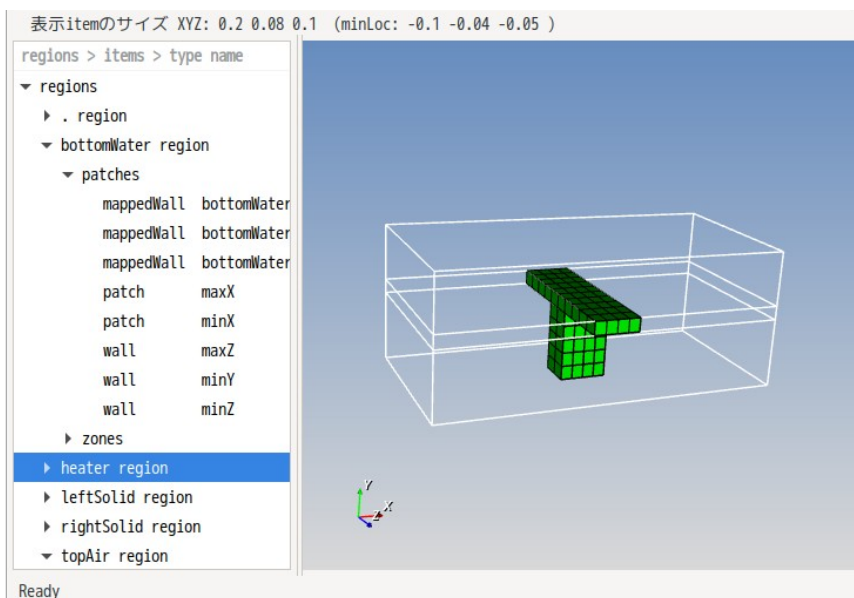 表示itemのサイズ XYZ: 0.2 0.08 0.1 (minLoc: -0.1 -0.04 -0.05 )
regions > items > type name
regions
. region
bottomWater region
patches
mappedWall bottomWater
mappedWall bottomWater
mappedWall bottomWater
patch maxX
patch minX
wall maxZ
wall minY
wall minZ
zones
heater region
leftSolid region
rightSolid region
topAir region
Y
X
Z
Ready